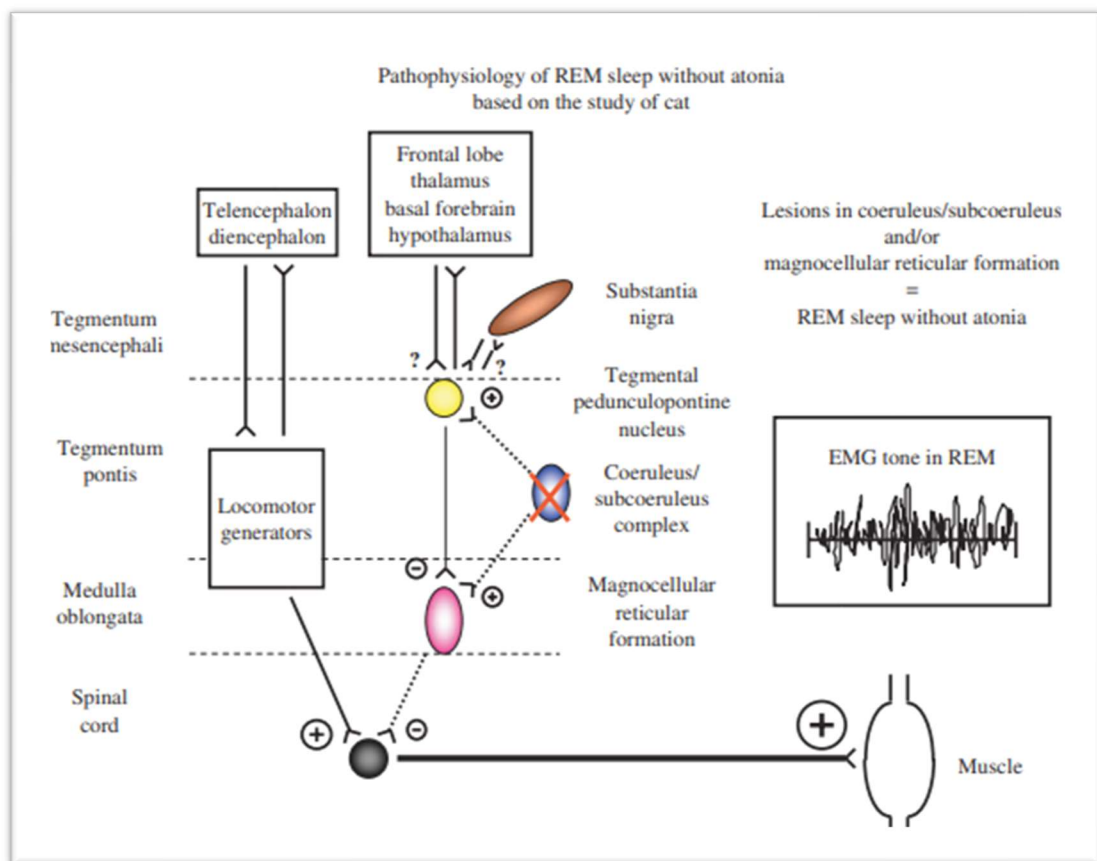 Pathophysiology of REM sleep without atonia
based on the study of cat
Frontal lobe
thalamus
basal forebrain
hypothalamus
Telencephalon
diencephalon
Lesions in coeruleus/subcoeruleus
and/or
magnocellular reticular formation
=
REM sleep without atonia
Tegmentum
nesencephali
Substantia
nigra
?
?
+
Tegmental
pedunculopontine
nucleus
Tegmentum
pontis
Locomotor
generators
Coeruleus/
subcoeruleus
complex
EMG tone in REM
−
+
Medulla
oblongata
Magnocellular
reticular
formation
Spinal
cord
+
−
+
Muscle